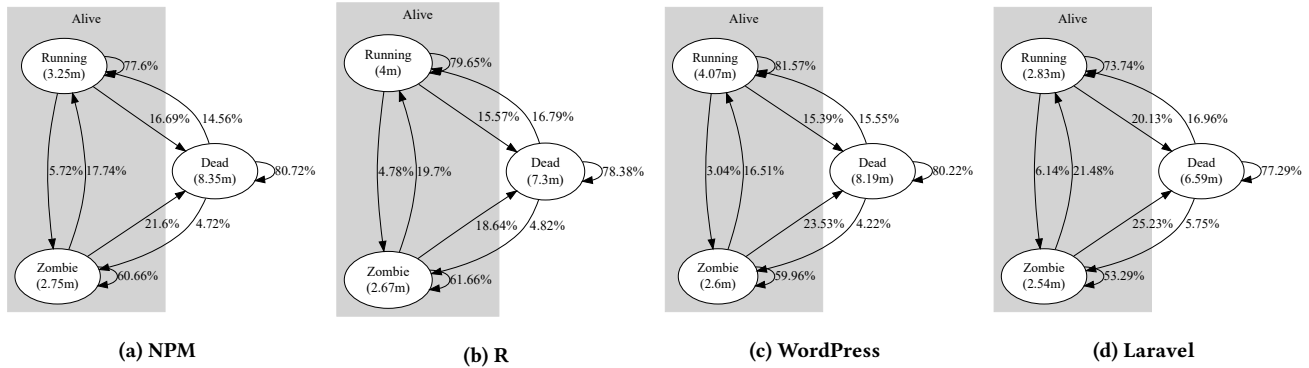 Alive
Running
(3.25m)
77.6%
16.69%
14.56%
5.72%
17.74%
Dead
(8.35m)
80.72%
21.6%
4.72%
Zombie
(2.75m)
60.66%
(a) NPM
Alive
Running
(4m)
79.65%
15.57%
16.79%
4.78%
19.7%
Dead
(7.3m)
78.38%
18.64%
4.82%
Zombie
(2.67m)
61.66%
(b) R
Alive
Running
(4.07m)
81.57%
15.39%
15.55%
3.04%
16.51%
Dead
(8.19m)
80.22%
23.53%
4.22%
Zombie
(2.6m)
59.96%
(c) WordPress
Alive
Running
(2.83m)
73.74%
20.13%
16.96%
6.14%
21.48%
Dead
(6.59m)
77.29%
25.23%
5.75%
Zombie
(2.54m)
53.29%
(d) Laravel